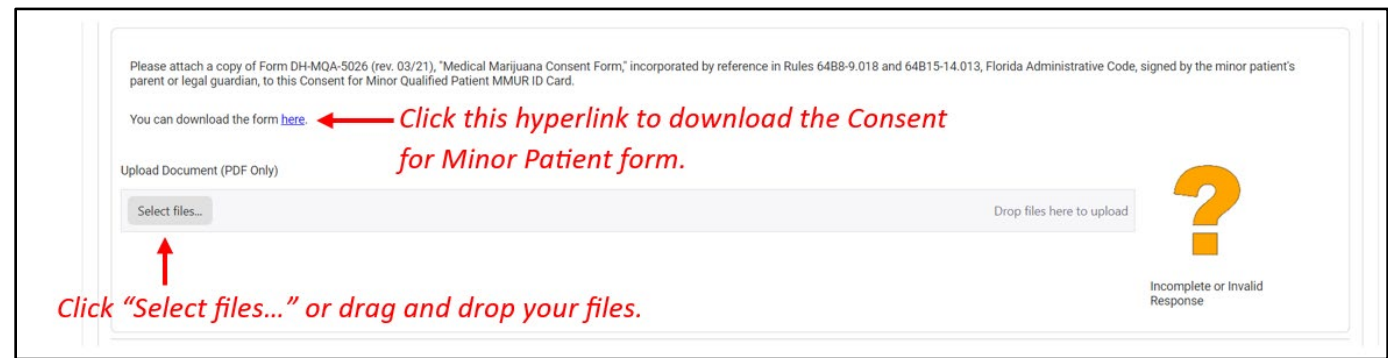 Please attach a copy of Form DH-MQA-5026 (rev. 03/21), "Medical Marijuana Consent Form," incorporated by reference in Rules 64B8-9.018 and 64B15-14.013, Florida Administrative Code, signed by the minor patient's
parent or legal guardian, to this Consent for Minor Qualified Patient MMUR ID Card.
You can download the form here.
Click this hyperlink to download the Consent
for Minor Patient form.
Upload Document (PDF Only)
Select files...
Drop files here to upload
?
Incomplete or Invalid
Response
Click “Select files...” or drag and drop your files.